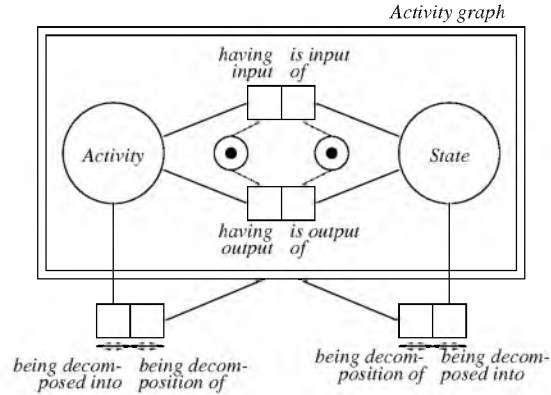 Activity graph
having is input
input of
Activity
State
having is output
output of
being decom- being decom-
posed into position of
being decom- being decom-
position of posed into